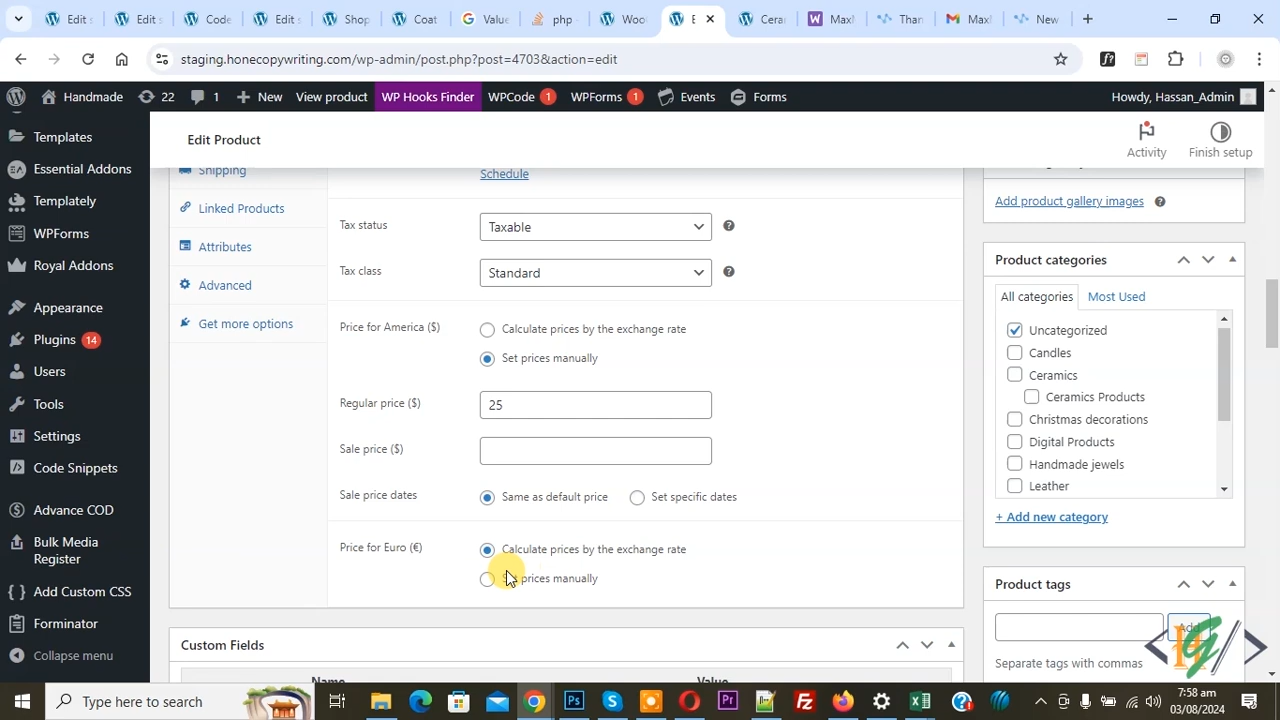 Edit s
Edit s
Code
Edit s
Shop
Coat
Value
php -
Woo
E
Cera
Maxl
Than
Maxl
New
staging.honecopywriting.com/wp-admin/post.php?post=4703&action=edit
Handmade
22
1
New
View product
WP Hooks Finder
WPCode 1
WPForms 1
Events
Forms
Howdy, Hassan_Admin
Templates
Essential Addons
Templately
WPForms
Royal Addons
Appearance
Plugins 14
Users
Tools
Settings
Code Snippets
Advance COD
Bulk Media
Register
Add Custom CSS
Forminator
Collapse menu
Edit Product
Activity
Finish setup
Shipping
Linked Products
Attributes
Advanced
Get more options
Schedule
Tax status
Taxable
Tax class
Standard
Price for America ($)
Calculate prices by the exchange rate
Set prices manually
Regular price ($)
25
Sale price ($)
Sale price dates
Same as default price
Set specific dates
Price for Euro (€)
Calculate prices by the exchange rate
Set prices manually
Custom Fields
Name
Value
Add product gallery images
Product categories
All categories
Most Used
Uncategorized
Candles
Ceramics
Ceramics Products
Christmas decorations
Digital Products
Handmade jewels
Leather
+ Add new category
Product tags
Add
Separate tags with commas
Type here to search
7:58 am
03/08/2024